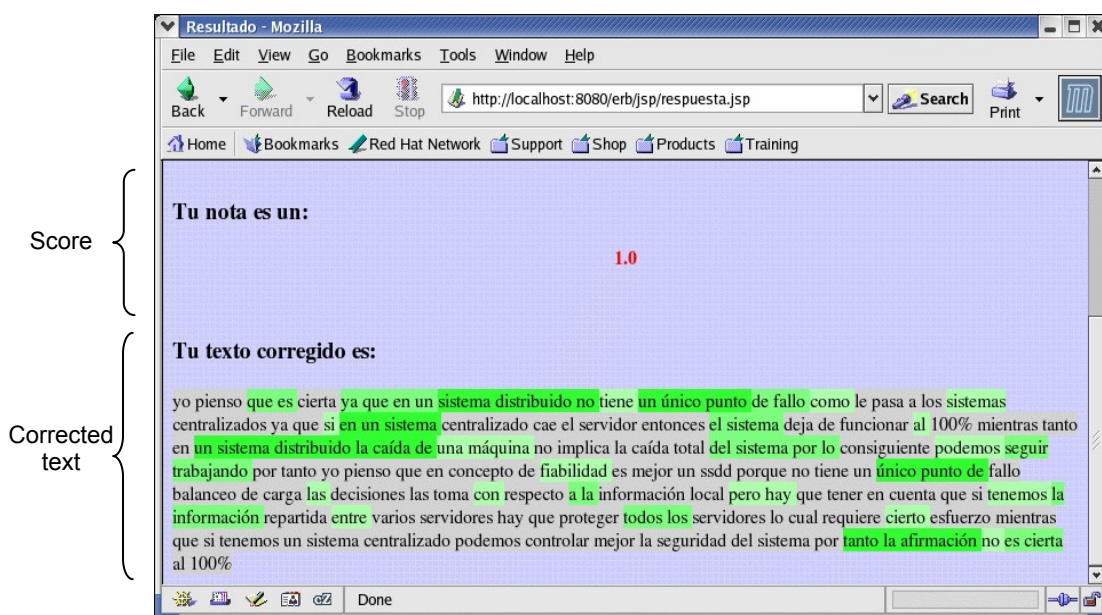 Resultado - Mozilla
File Edit View Go Bookmarks Tools Window Help
Back Forward Reload Stop http://localhost:8080/erb/jsp/respuesta.jsp Search Print
Home Bookmarks Red Hat Network Support Shop Products Training
Score
Tu nota es un:
1.0
Tu texto corregido es:
Corrected
text
yo pienso que es cierta ya que en un sistema distribuido no tiene un único punto de fallo como le pasa a los sistemas
centralizados ya que si en un sistema centralizado cae el servidor entonces el sistema deja de funcionar al 100% mientras tanto
en un sistema distribuido la caída de una máquina no implica la caída total del sistema por lo consiguiente podemos seguir
trabajando por tanto yo pienso que en concepto de fiabilidad es mejor un ssdd porque no tiene un único punto de fallo
balanceo de carga las decisiones las toma con respecto a la información local pero hay que tener en cuenta que si tenemos la
información repartida entre varios servidores hay que proteger todos los servidores lo cual requiere cierto esfuerzo mientras
que si tenemos un sistema centralizado podemos controlar mejor la seguridad del sistema por tanto la afirmación no es cierta
al 100%
Done